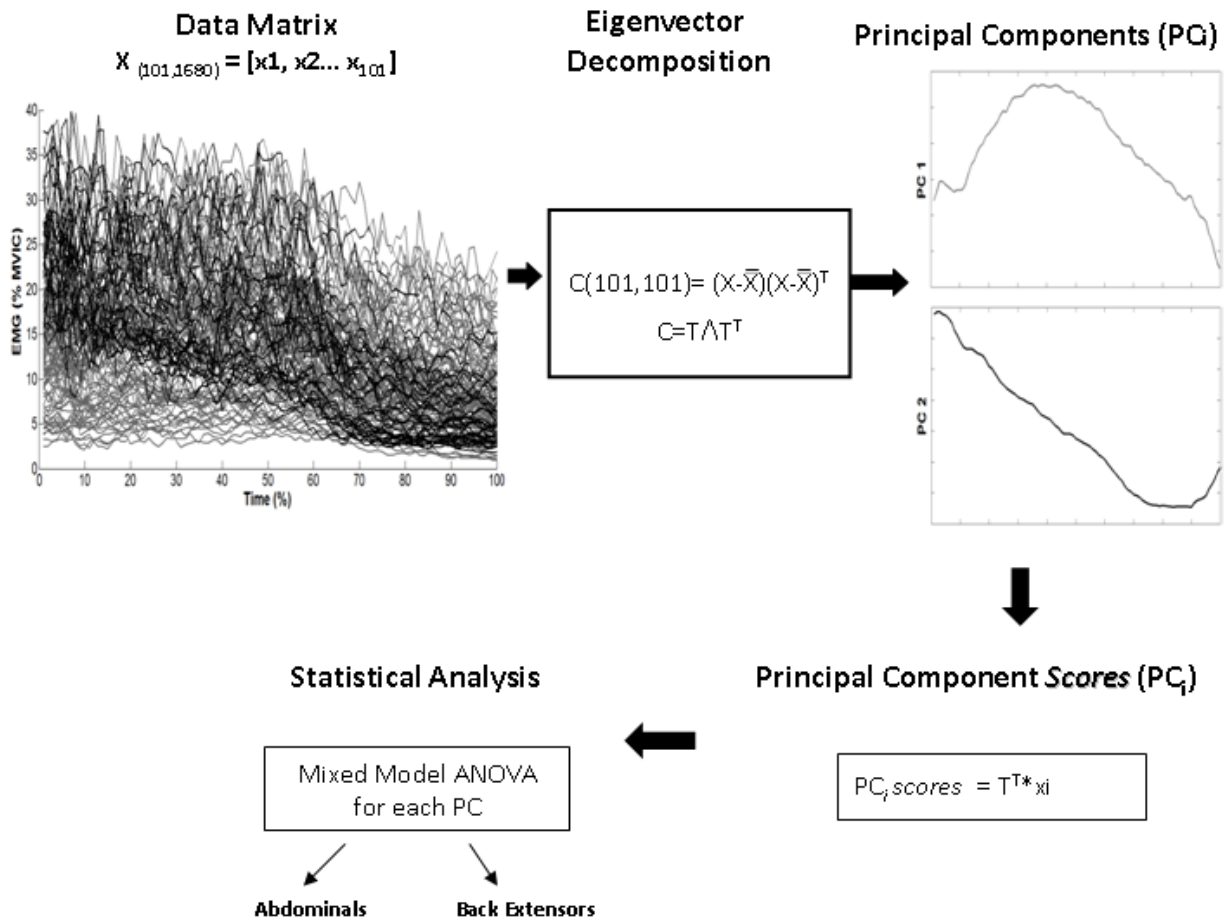 Data Matrix
X (101,1680) = [x1, x2... x101]
Eigenvector
Decomposition
Principal Components (PCi)
40
35
30
25
20
15
10
5
0
EMG (% MVIC)
0 10 20 30 40 50 60 70 80 90 100
Time (%)
C(101,101)= (X-X̅)(X-X̅)ᵀ
C=TΛTᵀ
PC 1
PC 2
Statistical Analysis
Principal Component Scores (PCi)
Mixed Model ANOVA
for each PC
PCi scores = Tᵀ* xi
Abdominals
Back Extensors